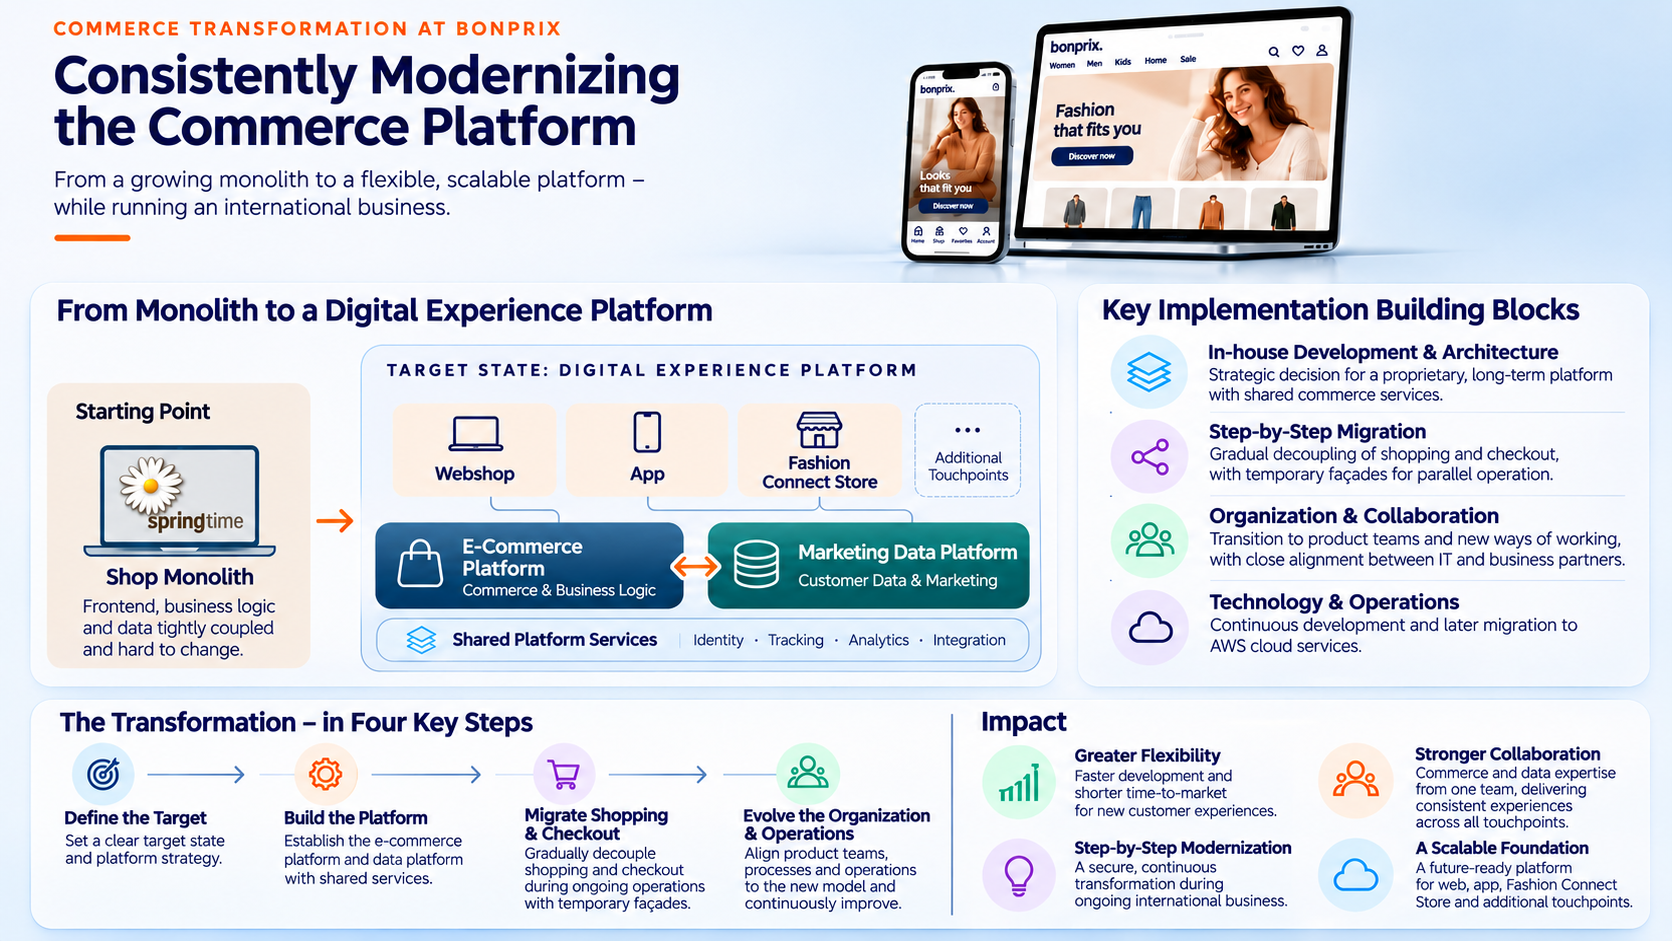 COMMERCE TRANSFORMATION AT BONPRIX
Consistently Modernizing
the Commerce Platform
From a growing monolith to a flexible, scalable platform –
while running an international business.
bonprix.
Looks
that fit you
Discover now
Home Shop Favorites Account
bonprix.
Women Men Kids Home Sale
Fashion
that fits you
Discover now
From Monolith to a Digital Experience Platform
Starting Point
springtime
Shop Monolith
Frontend, business logic
and data tightly coupled
and hard to change.
TARGET STATE: DIGITAL EXPERIENCE PLATFORM
Webshop
App
Fashion
Connect Store
Additional
Touchpoints
E-Commerce
Platform
Commerce & Business Logic
Marketing Data Platform
Customer Data & Marketing
Shared Platform Services
Identity · Tracking · Analytics · Integration
Key Implementation Building Blocks
In-house Development & Architecture
Strategic decision for a proprietary, long-term platform
with shared commerce services.
Step-by-Step Migration
Gradual decoupling of shopping and checkout,
with temporary façades for parallel operation.
Organization & Collaboration
Transition to product teams and new ways of working,
with close alignment between IT and business partners.
Technology & Operations
Continuous development and later migration to
AWS cloud services.
The Transformation – in Four Key Steps
Define the Target
Set a clear target state
and platform strategy.
Build the Platform
Establish the e-commerce
platform and data platform
with shared services.
Migrate Shopping
& Checkout
Gradually decouple
shopping and checkout
during ongoing operations
with temporary façades.
Evolve the Organization
& Operations
Align product teams,
processes and operations
to the new model and
continuously improve.
Impact
Greater Flexibility
Faster development and
shorter time-to-market
for new customer experiences.
Stronger Collaboration
Commerce and data expertise
from one team, delivering
consistent experiences
across all touchpoints.
Step-by-Step Modernization
A secure, continuous
transformation during
ongoing international business.
A Scalable Foundation
A future-ready platform
for web, app, Fashion Connect
Store and additional touchpoints.